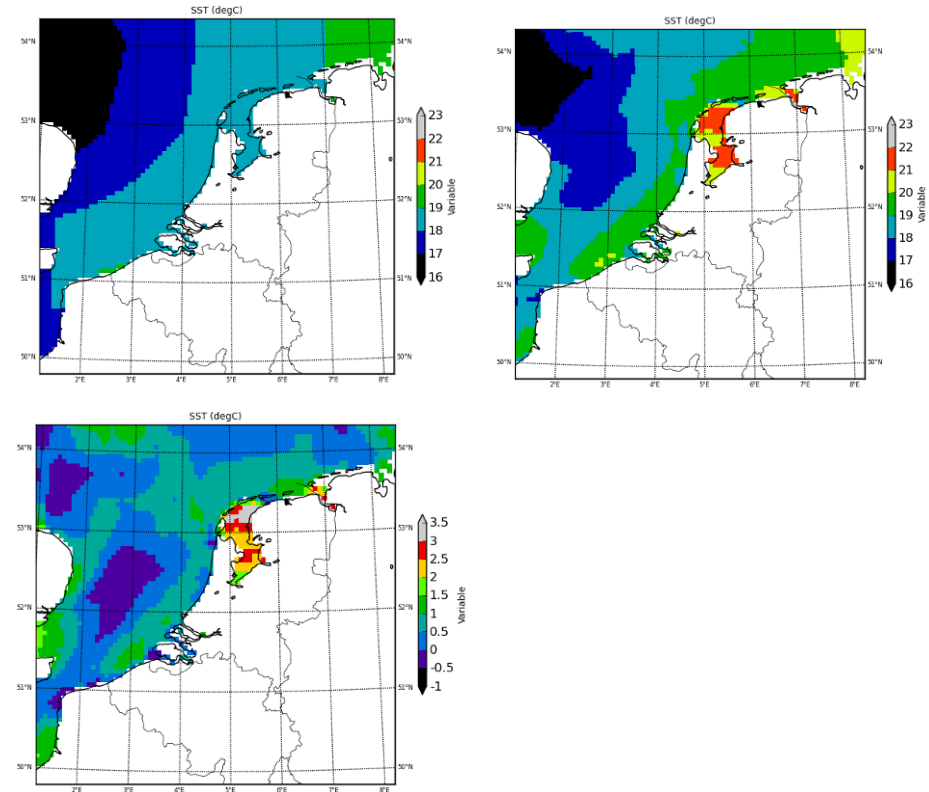 SST (degC)
54°N
53°N
52°N
51°N
50°N
2°E 3°E 4°E 5°E 6°E 7°E 8°E
23
22
21
20
19
18
17
16
Variable
SST (degC)
54°N
53°N
52°N
51°N
50°N
2°E 3°E 4°E 5°E 6°E 7°E 8°E
23
22
21
20
19
18
17
16
Variable
SST (degC)
54°N
53°N
52°N
51°N
50°N
2°E 3°E 4°E 5°E 6°E 7°E 8°E
3.5
3
2.5
2
1.5
1
0.5
0
-0.5
-1
Variable